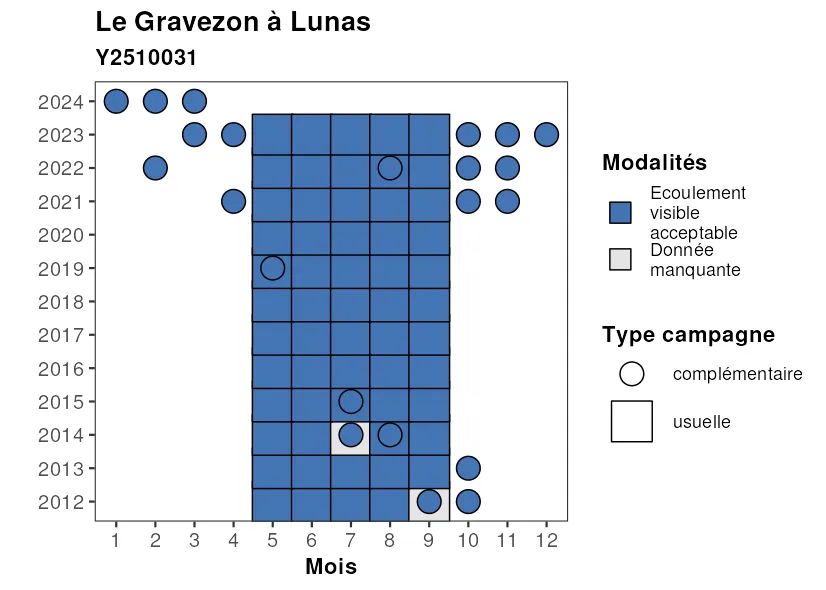 Le Gravezon à Lunas
Y2510031
2024
2023
2022
2021
2020
2019
2018
2017
2016
2015
2014
2013
2012
1 2 3 4 5 6 7 8 9 10 11 12
Mois
Modalités
Ecoulement
visible
acceptable
Donnée
manquante
Type campagne
complémentaire
usuelle